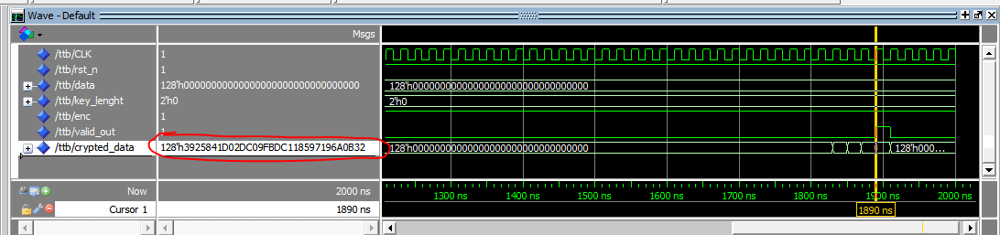 Wave - Default
Msgs
/ttb/CLK 1
/ttb/rst_n 1
/ttb/data 128'h00000000000000000000000000000000 128'h00000000000000000000000000000000
/ttb/key_lenght 2'h0 2'h0
/ttb/enc 1
/ttb/valid_out 1
/ttb/crypted_data 128'h3925841D02DC09FBDC118597196A0B32 128'h00000000000000000000000000000000 128'h000...
Now 2000 ns 1300 ns 1400 ns 1500 ns 1600 ns 1700 ns 1800 ns 1900 ns 2000 ns
Cursor 1 1890 ns 1890 ns